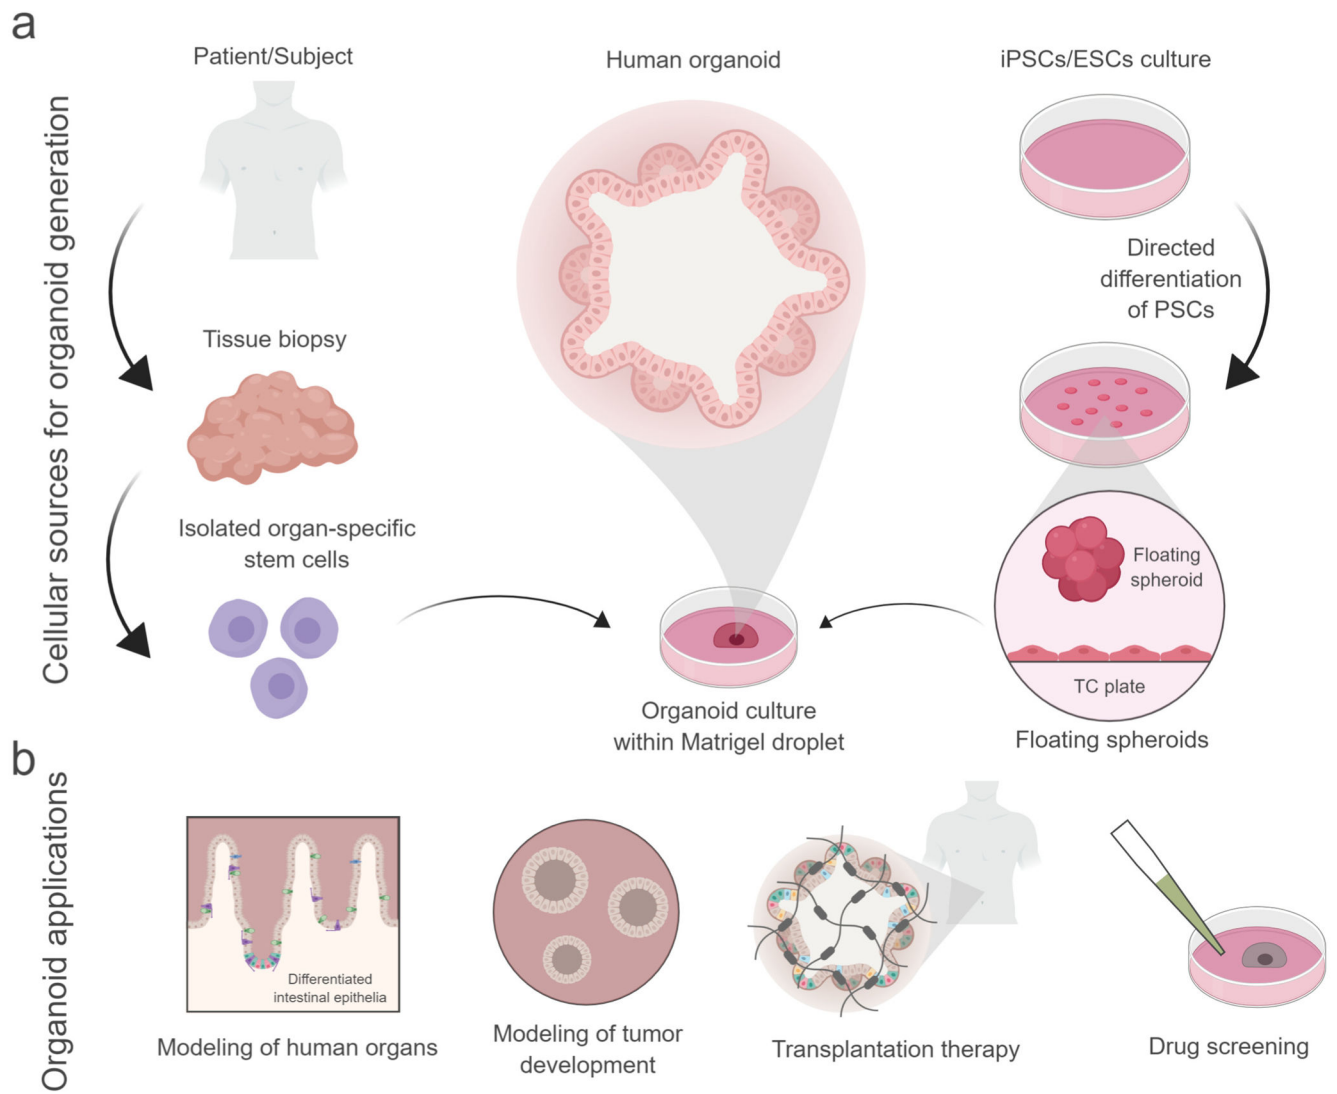 a
Cellular sources for organoid generation
Patient/Subject
Tissue biopsy
Isolated organ-specific
stem cells
Human organoid
Organoid culture
within Matrigel droplet
iPSCs/ESCs culture
Directed
differentiation
of PSCs
Floating
spheroid
TC plate
Floating spheroids
b
Organoid applications
Differentiated
intestinal epithelia
Modeling of human organs
Modeling of tumor
development
Transplantation therapy
Drug screening